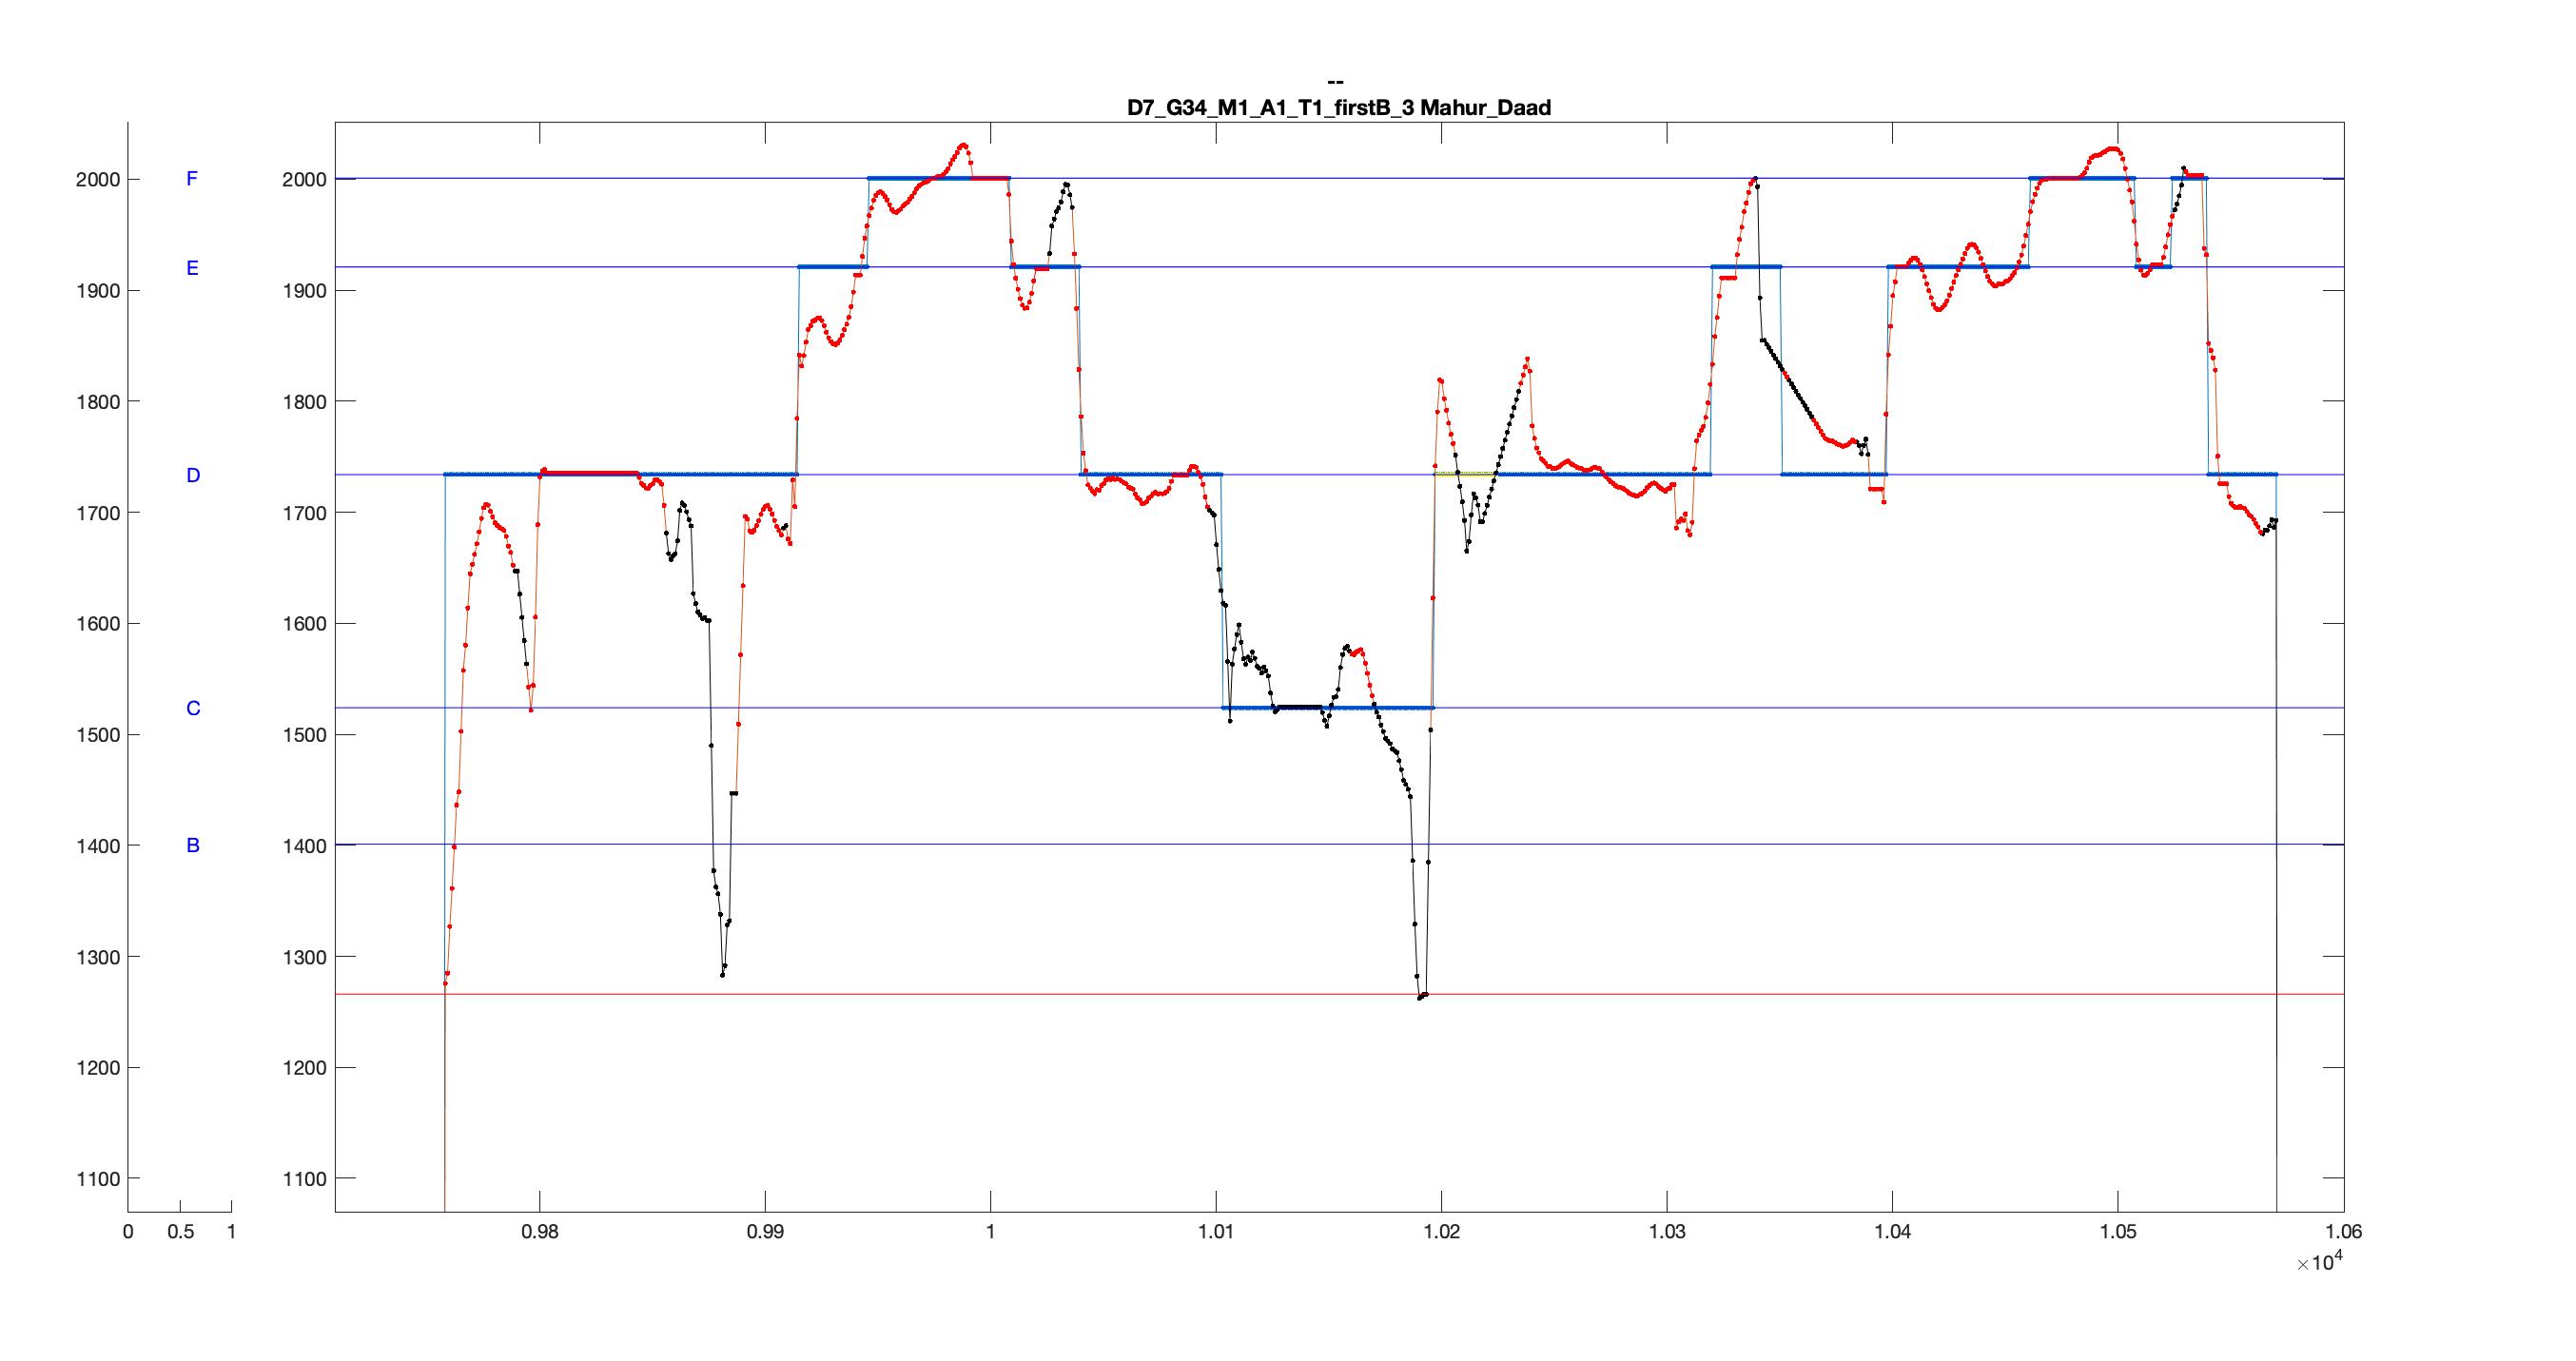 --
D7_G34_M1_A1_T1_firstB_3 Mahur_Daad
2000 F 2000
E
1900 1900
1800 1800
D
1700 1700
1600 1600
C
1500 1500
1400 B 1400
1300 1300
1200 1200
1100 1100
0 0.5 1 0.98 0.99 1 1.01 1.02 1.03 1.04 1.05 1.06
×10⁴